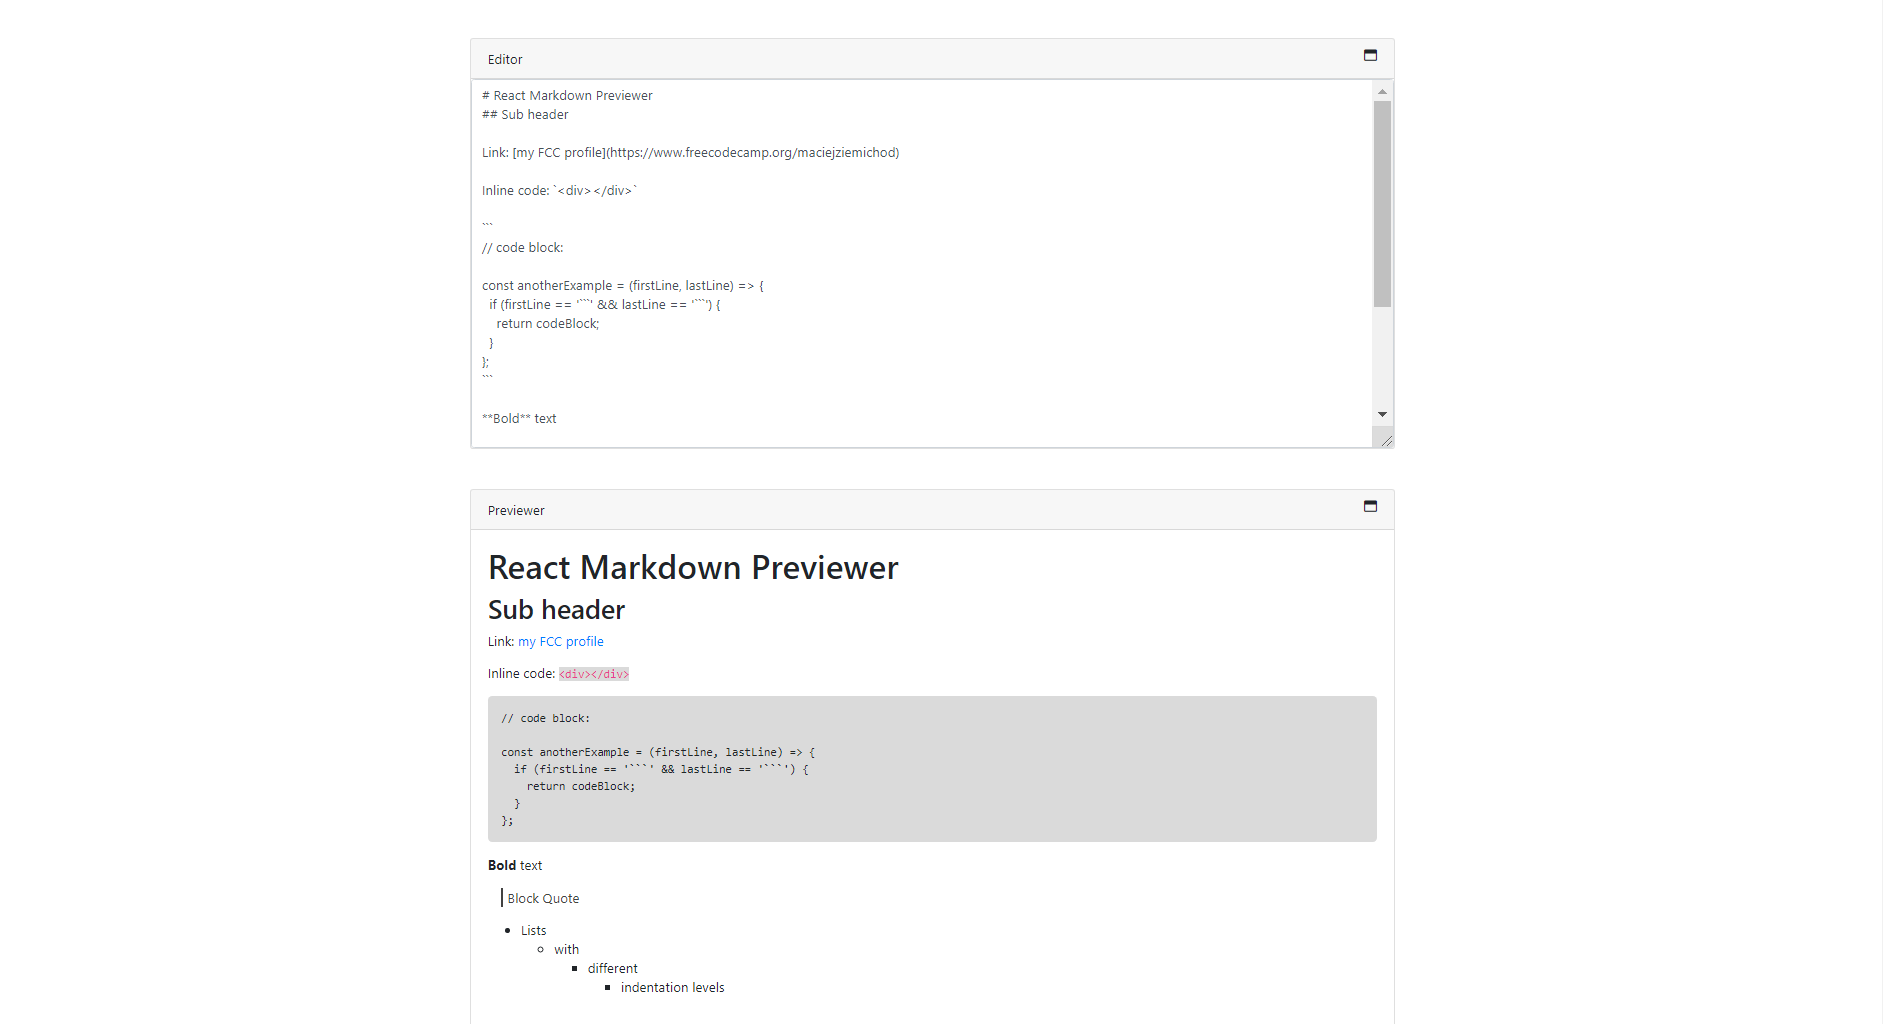 Editor
# React Markdown Previewer
## Sub header
Link: [my FCC profile](https://www.freecodecamp.org/maciejziemichod)
Inline code: `<div></div>`
```
// code block:
const anotherExample = (firstLine, lastLine) => {
  if (firstLine == '```' && lastLine == '```') {
    return codeBlock;
  }
};
```
**Bold** text
Previewer
React Markdown Previewer
Sub header
Link: my FCC profile
Inline code: <div></div>
// code block:
const anotherExample = (firstLine, lastLine) => {
  if (firstLine == '```' && lastLine == '```') {
    return codeBlock;
  }
};
Bold text
Block Quote
Lists
with
different
indentation levels